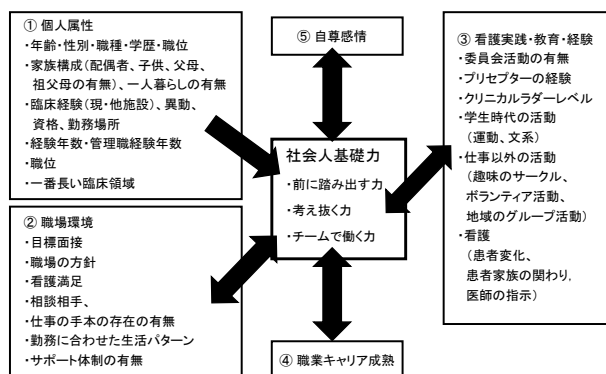 ① 個人属性
・年齢・性別・職種・学歴・職位
・家族構成(配偶者、子供、父母、
祖父母の有無)、一人暮らしの有無
・臨床経験(現・他施設)、異動、
資格、勤務場所
・経験年数・管理職経験年数
・職位
・一番長い臨床領域
② 職場環境
・目標面接
・職場の方針
・看護満足
・相談相手、
仕事の手本の存在の有無
・勤務に合わせた生活パターン
・サポート体制の有無
⑤ 自尊感情
社会人基礎力
・前に踏み出す力
・考え抜く力
・チームで働く力
④ 職業キャリア成熟
③ 看護実践・教育・経験
・委員会活動の有無
・プリセプターの経験
・クリニカルラダーレベル
・学生時代の活動
(運動、文系)
・仕事以外の活動
(趣味のサークル、
ボランティア活動、
地域のグループ活動)
・看護
(患者変化、
患者家族の関わり,
医師の指示)